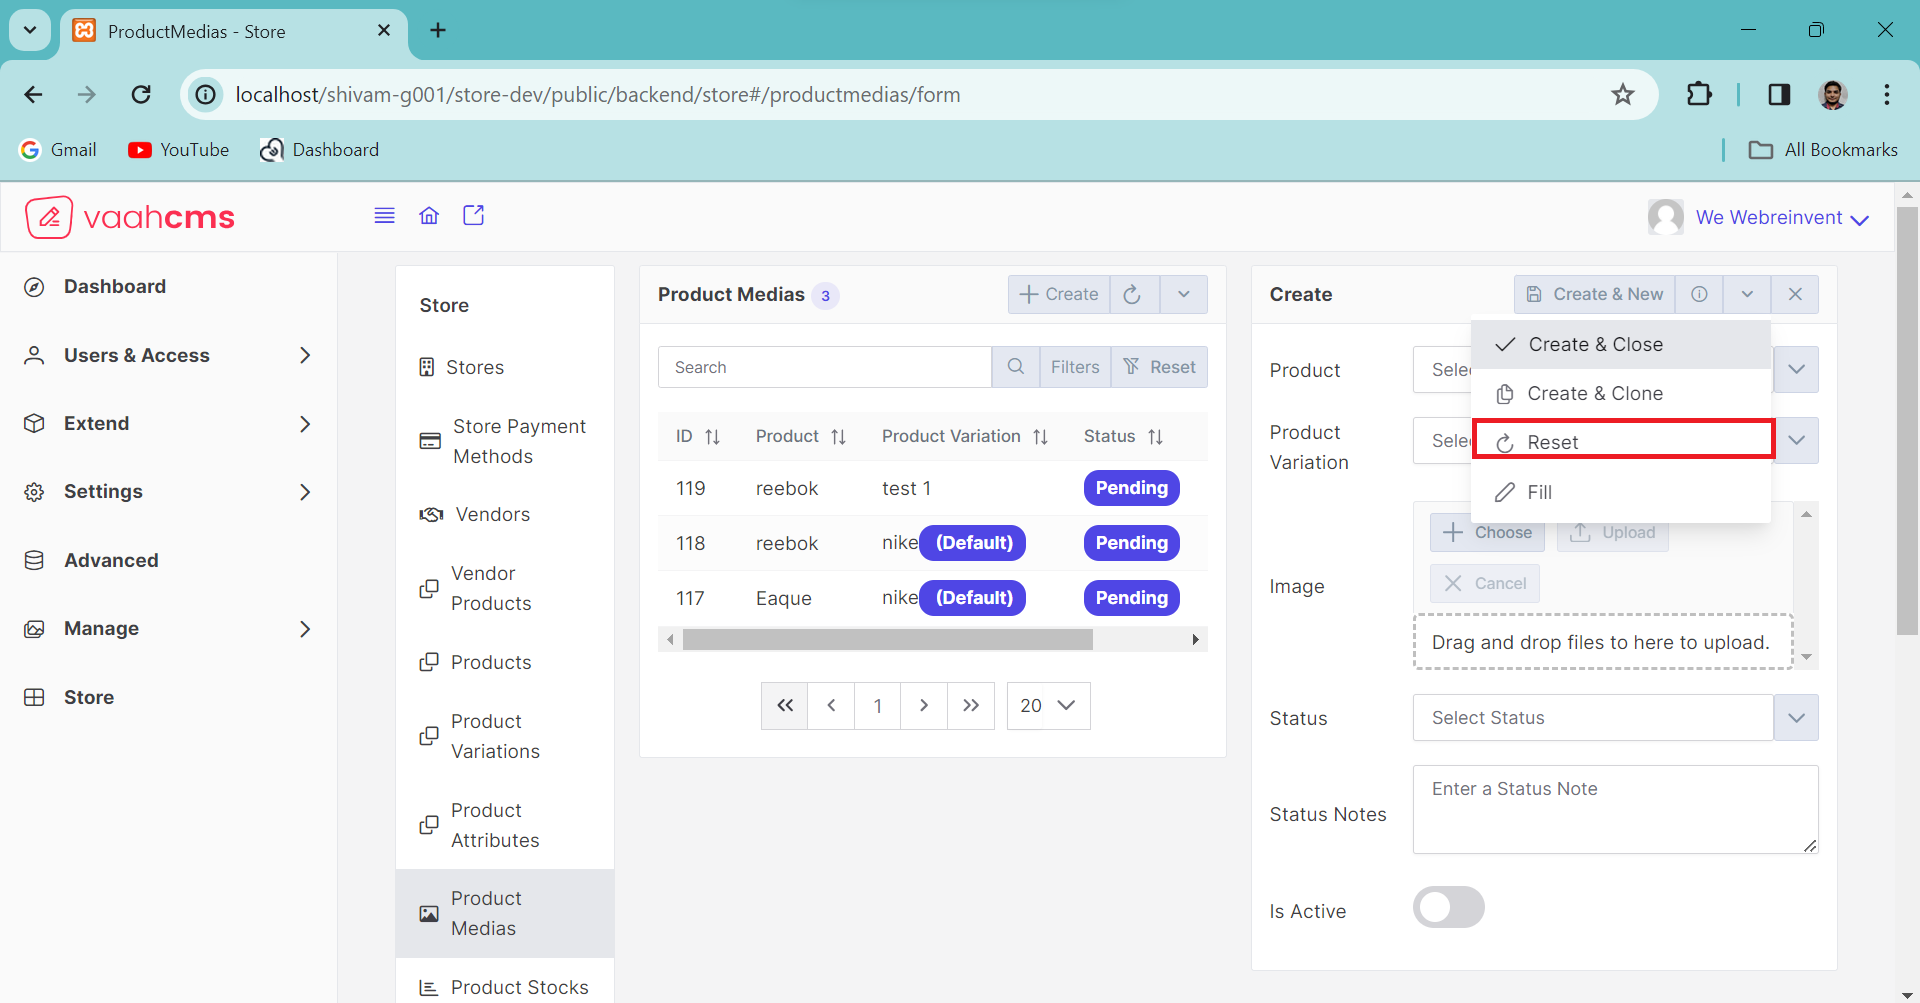 ProductMedias - Store
localhost/shivam-g001/store-dev/public/backend/store#/productmedias/form
Gmail
YouTube
Dashboard
All Bookmarks
vaahcms
We Webreinvent
Dashboard
Users & Access
Extend
Settings
Advanced
Manage
Store
Store
Stores
Store Payment
Methods
Vendors
Vendor
Products
Products
Product
Variations
Product
Attributes
Product
Medias
Product Stocks
Product Medias 3
Create
Search
Filters
Reset
ID Product Product Variation Status
119 reebok test 1 Pending
118 reebok nike (Default) Pending
117 Eaque nike (Default) Pending
1
20
Create
Create & New
Create & Close
Create & Clone
Reset
Fill
Product
Sele
Product
Variation
Sele
Image
Choose
Upload
Cancel
Drag and drop files to here to upload.
Status
Select Status
Status Notes
Enter a Status Note
Is Active